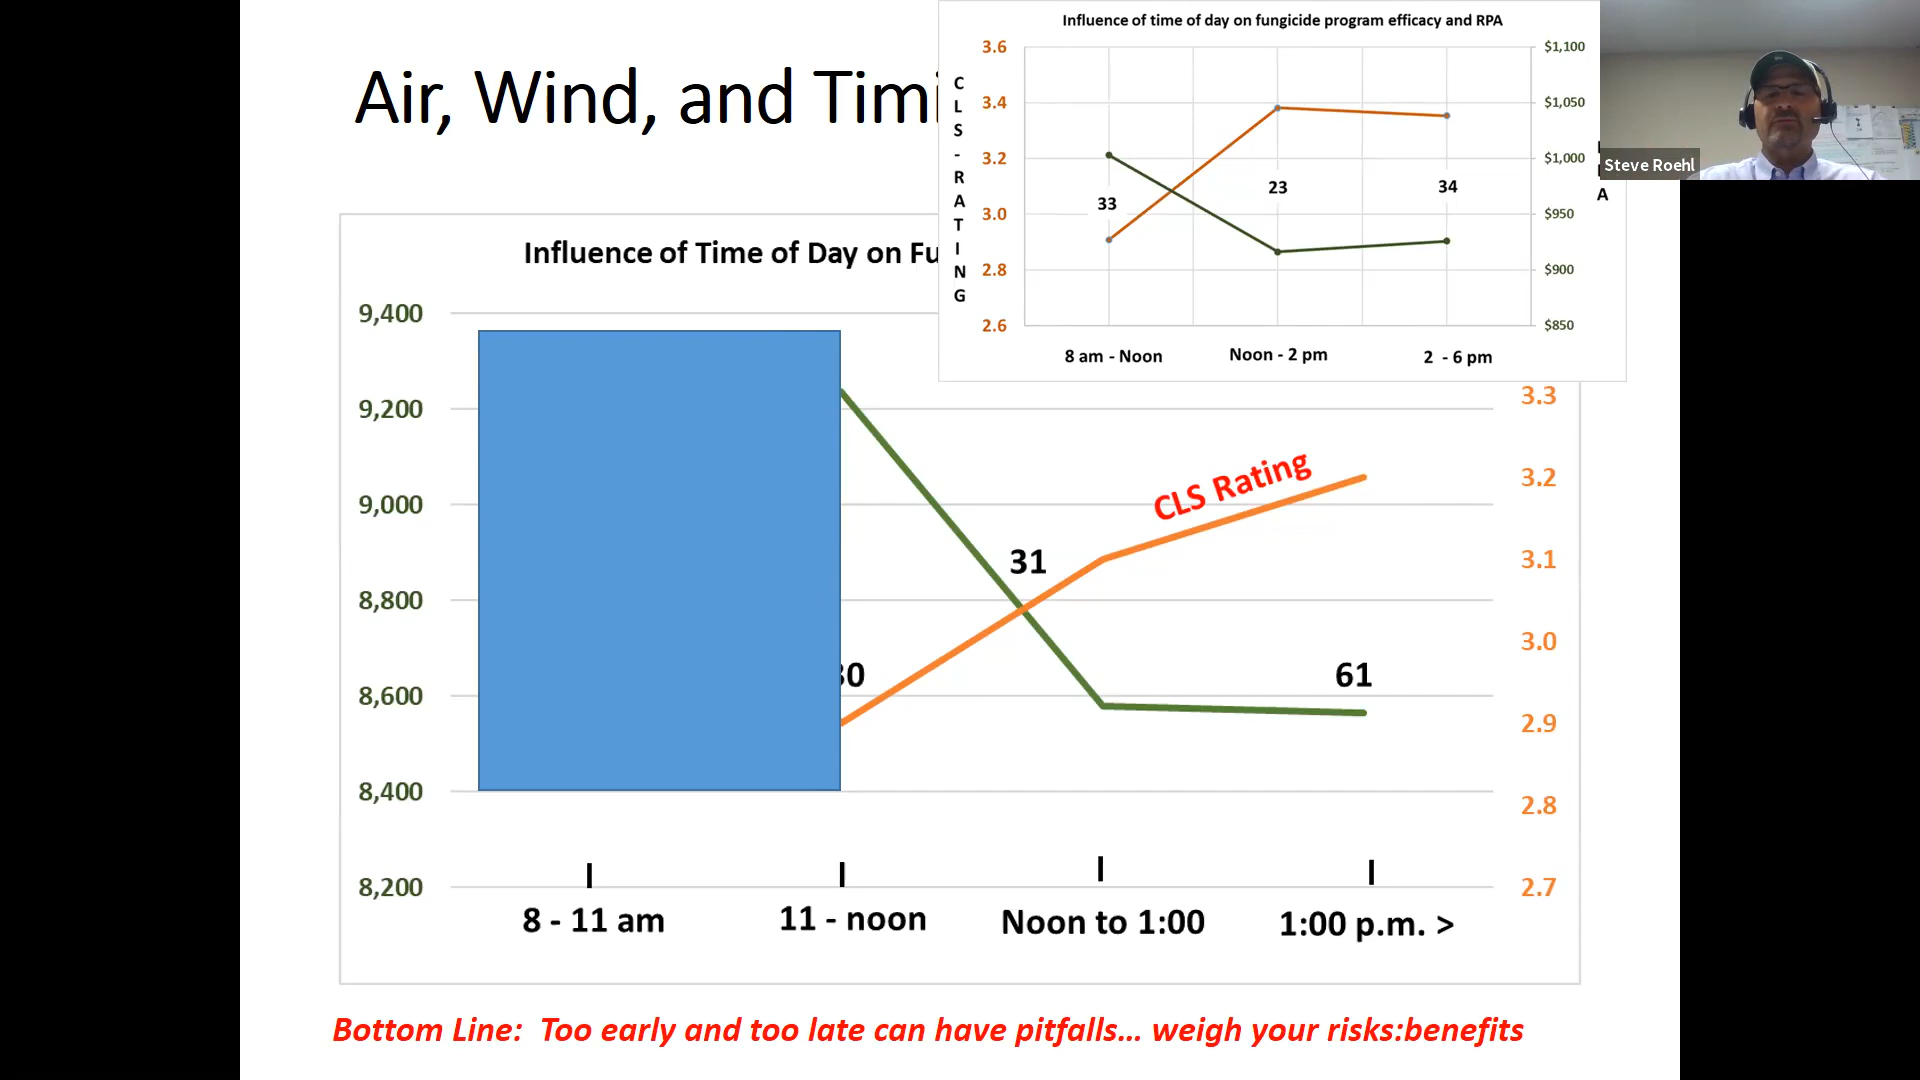 Air, Wind, and Timi
Influence of time of day on fungicide program efficacy and RPA
CLS-RATING
3.6
3.4
3.2
3.0
2.8
2.6
33
23
34
$1,100
$1,050
$1,000
$950
$900
$850
A
8 am - Noon
Noon - 2 pm
2 - 6 pm
Steve Roehl
Influence of Time of Day on Fu
9,400
9,200
9,000
8,800
8,600
8,400
8,200
31
61
CLS Rating
3.3
3.2
3.1
3.0
2.9
2.8
2.7
8 - 11 am
11 - noon
Noon to 1:00
1:00 p.m. >
Bottom Line: Too early and too late can have pitfalls... weigh your risks:benefits